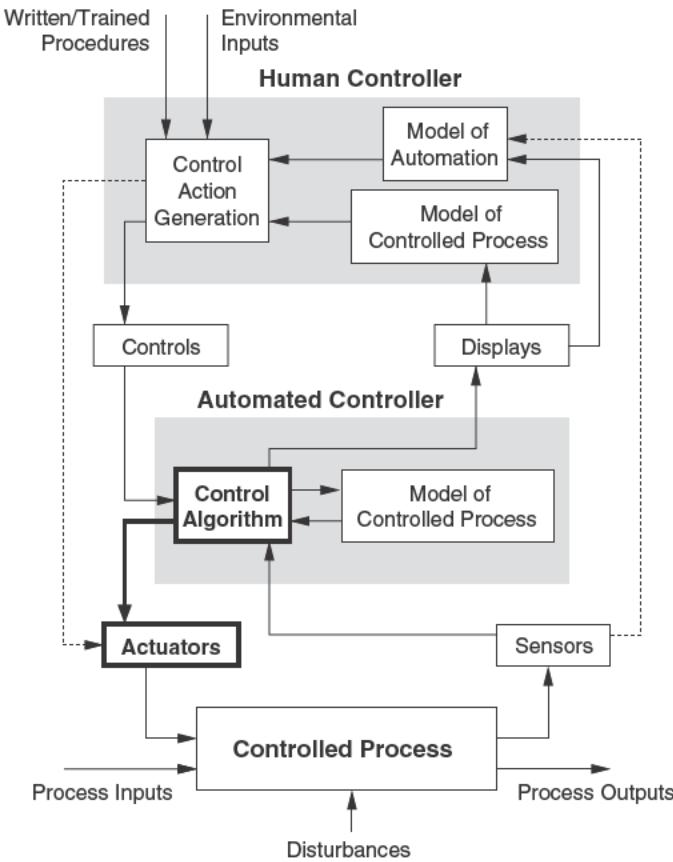 Written/Trained
Procedures
Environmental
Inputs
Human Controller
Control
Action
Generation
Model of
Automation
Model of
Controlled Process
Controls
Displays
Automated Controller
Control
Algorithm
Model of
Controlled Process
Actuators
Sensors
Controlled Process
Process Inputs
Process Outputs
Disturbances